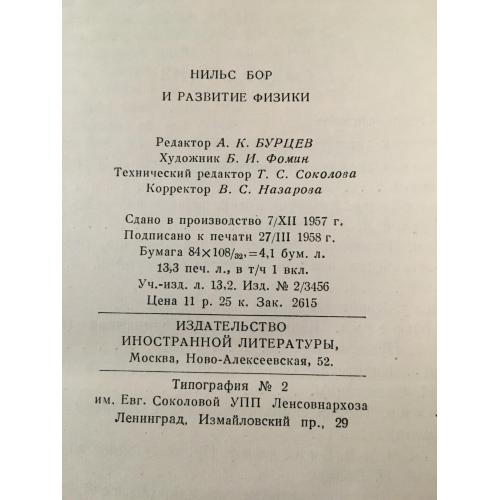 НИЛЬС БОР
И РАЗВИТИЕ ФИЗИКИ
Редактор А. К. БУРЦЕВ
Художник Б. И. Фомин
Технический редактор Т. С. Соколова
Корректор В. С. Назарова
Сдано в производство 7/XII 1957 г.
Подписано к печати 27/III 1958 г.
Бумага 84×108/32,=4,1 бум. л.
13,3 печ. л., в т/ч 1 вкл.
Уч.-изд. л. 13,2. Изд. № 2/3456
Цена 11 р. 25 к. Зак. 2615
ИЗДАТЕЛЬСТВО
ИНОСТРАННОЙ ЛИТЕРАТУРЫ,
Москва, Ново-Алексеевская, 52.
Типография № 2
им. Евг. Соколовой УПП Ленсовнархоза
Ленинград, Измайловский пр., 29